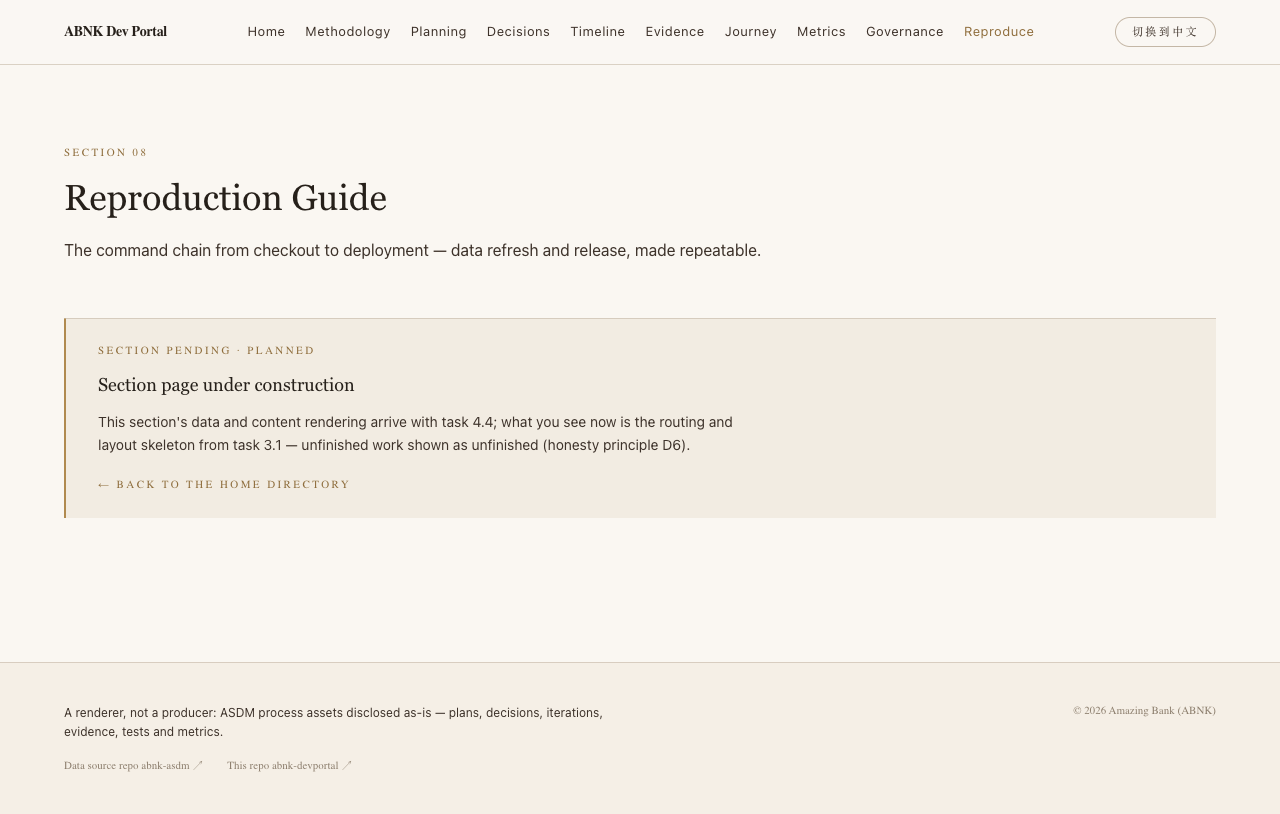 ABNK Dev Portal
Home Methodology Planning Decisions Timeline Evidence Journey Metrics Governance Reproduce
切换到中文
SECTION 08
Reproduction Guide
The command chain from checkout to deployment — data refresh and release, made repeatable.
SECTION PENDING · PLANNED
Section page under construction
This section's data and content rendering arrive with task 4.4; what you see now is the routing and
layout skeleton from task 3.1 — unfinished work shown as unfinished (honesty principle D6).
← BACK TO THE HOME DIRECTORY
A renderer, not a producer: ASDM process assets disclosed as-is — plans, decisions, iterations,
evidence, tests and metrics.
Data source repo abnk-asdm ↗ This repo abnk-devportal ↗
© 2026 Amazing Bank (ABNK)